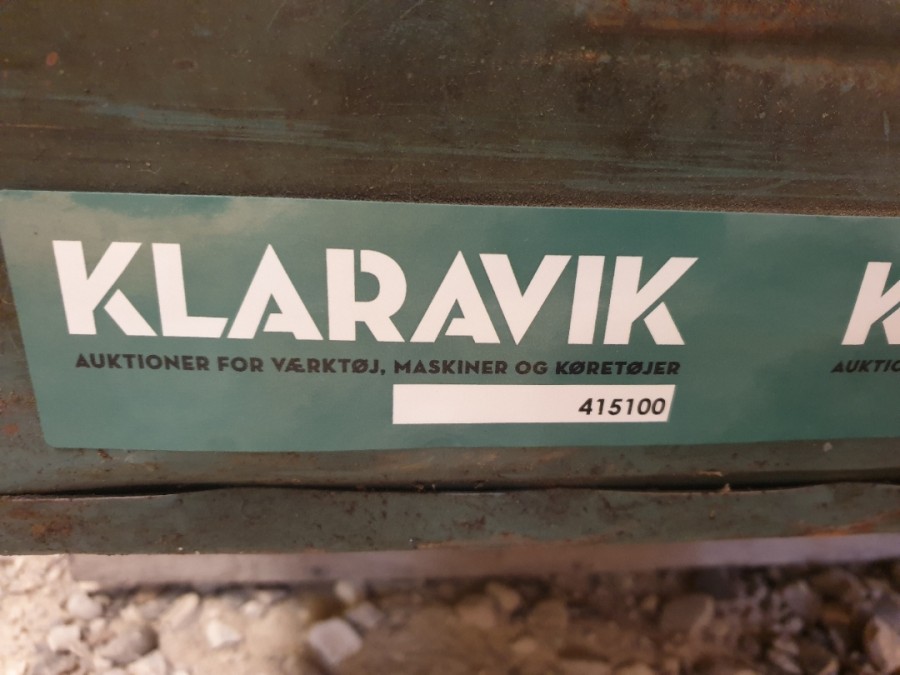 KLARAVIK
AUKTIONER FOR VÆRKTØJ, MASKINER OG KØRETØJER
415100